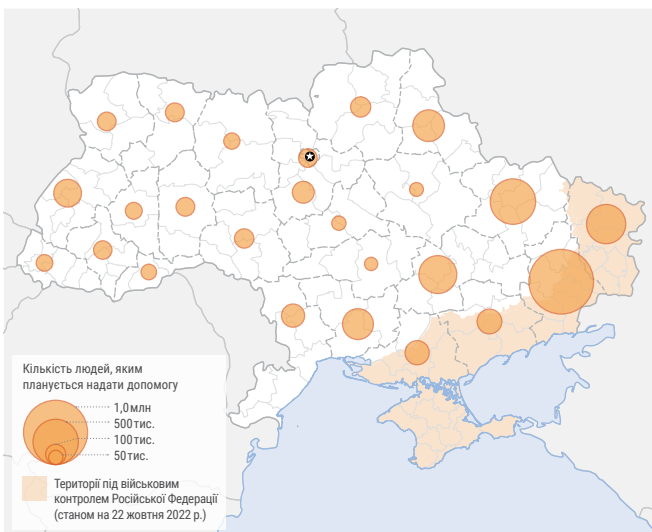 Кількість людей, яким
планується надати допомогу
1,0 млн
500 тис.
100 тис.
50 тис.
Території під військовим
контролем Російської Федерації
(станом на 22 жовтня 2022 р.)